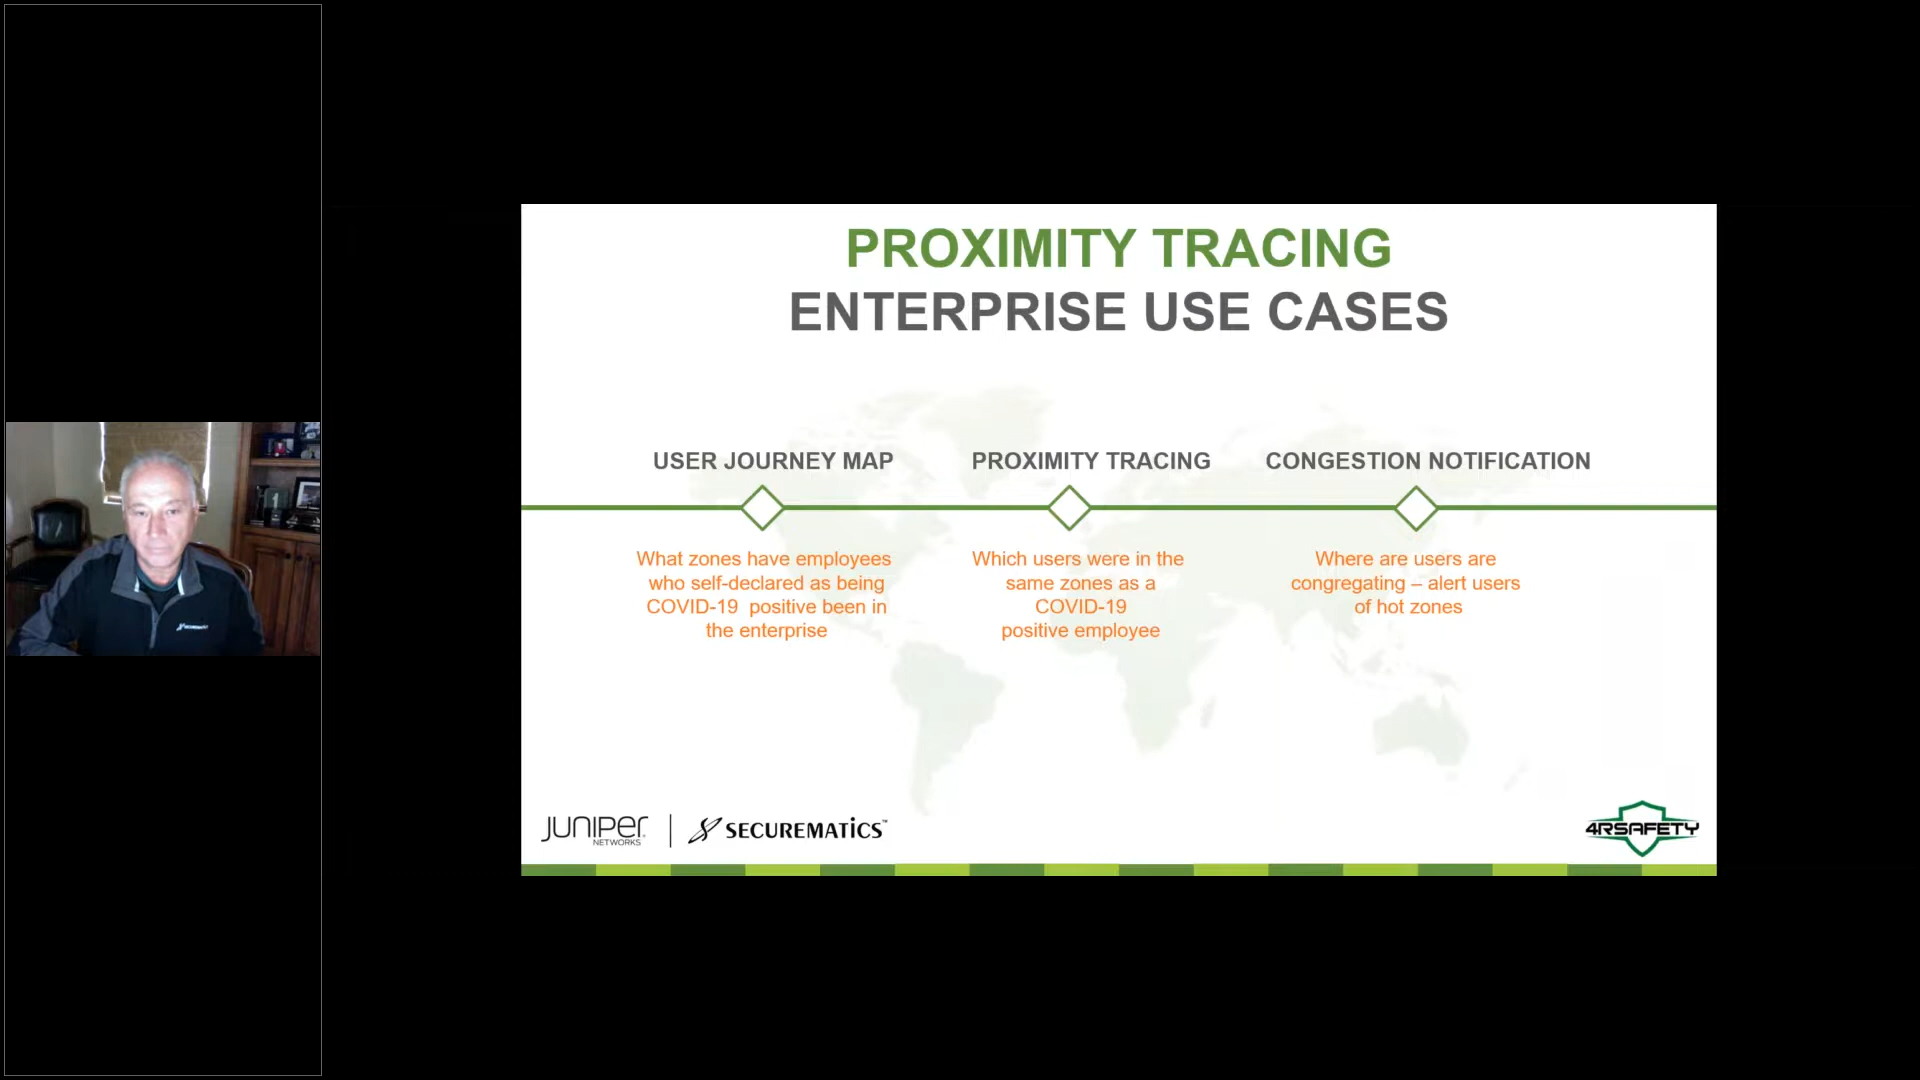 PROXIMITY TRACING
ENTERPRISE USE CASES
USER JOURNEY MAP
What zones have employees
who self-declared as being
COVID-19 positive been in
the enterprise
PROXIMITY TRACING
Which users were in the
same zones as a
COVID-19
positive employee
CONGESTION NOTIFICATION
Where are users are
congregating – alert users
of hot zones
JUNIPER
NETWORKS
SECUREMATICS™
4RSAFETY